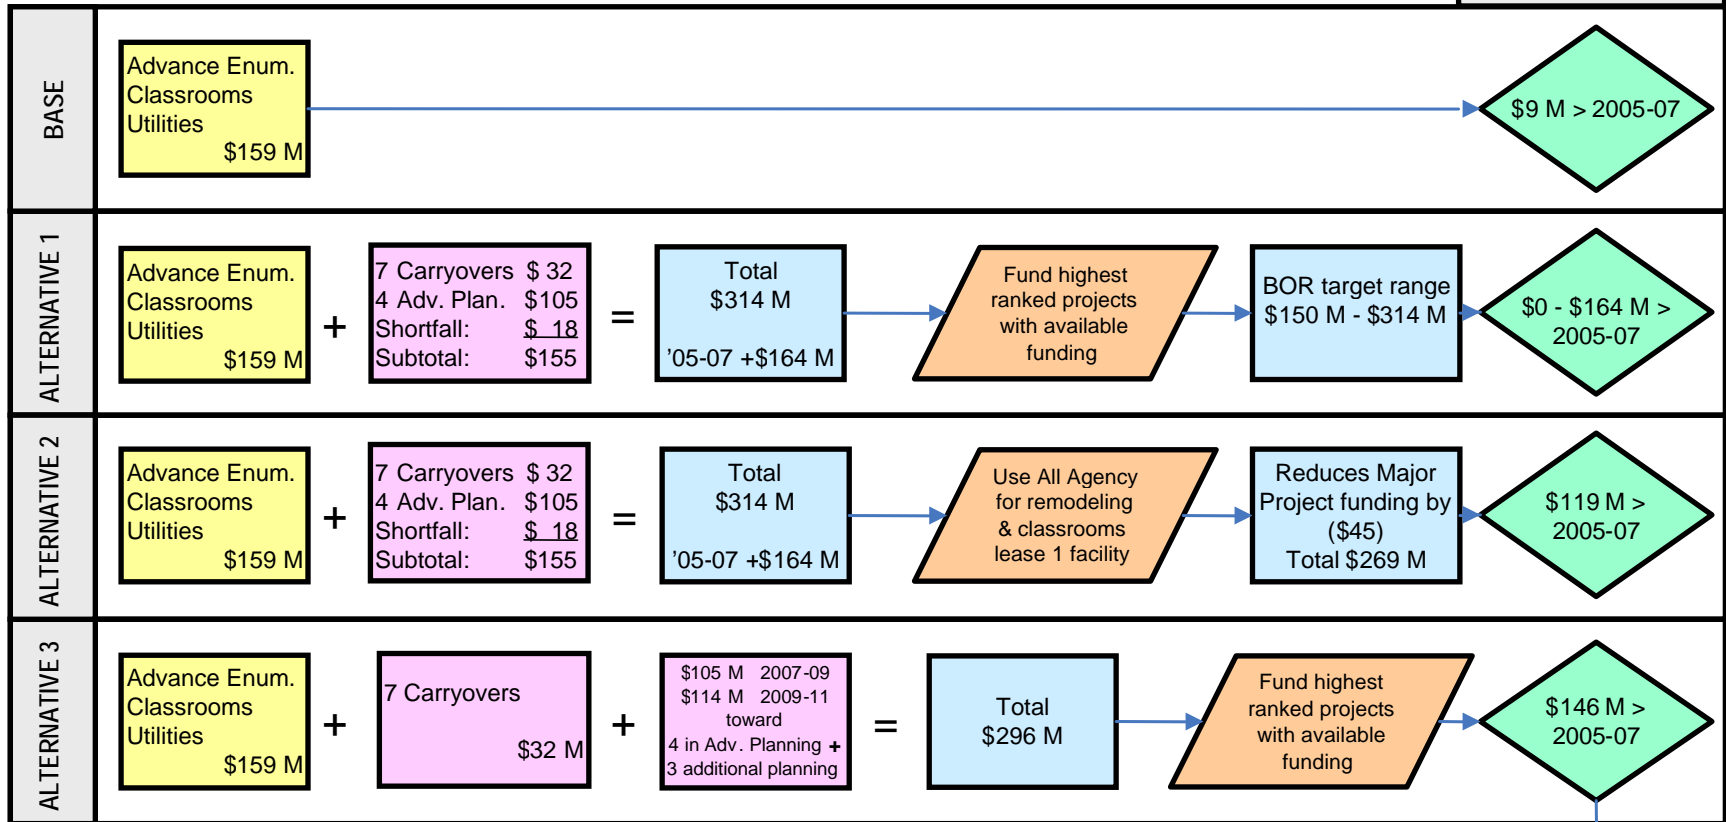 BASE
Advance Enum.
Classrooms
Utilities
$159 M
$9 M > 2005-07
ALTERNATIVE 1
Advance Enum.
Classrooms
Utilities
$159 M
+
7 Carryovers $ 32
4 Adv. Plan. $105
Shortfall: $ 18
Subtotal: $155
=
Total
$314 M
'05-07 +$164 M
Fund highest
ranked projects
with available
funding
BOR target range
$150 M - $314 M
$0 - $164 M >
2005-07
ALTERNATIVE 2
Advance Enum.
Classrooms
Utilities
$159 M
+
7 Carryovers $ 32
4 Adv. Plan. $105
Shortfall: $ 18
Subtotal: $155
=
Total
$314 M
'05-07 +$164 M
Use All Agency
for remodeling
& classrooms
lease 1 facility
Reduces Major
Project funding by
($45)
Total $269 M
$119 M >
2005-07
ALTERNATIVE 3
Advance Enum.
Classrooms
Utilities
$159 M
+
7 Carryovers
$32 M
+
$105 M 2007-09
$114 M 2009-11
toward
4 in Adv. Planning +
3 additional planning
=
Total
$296 M
Fund highest
ranked projects
with available
funding
$146 M >
2005-07